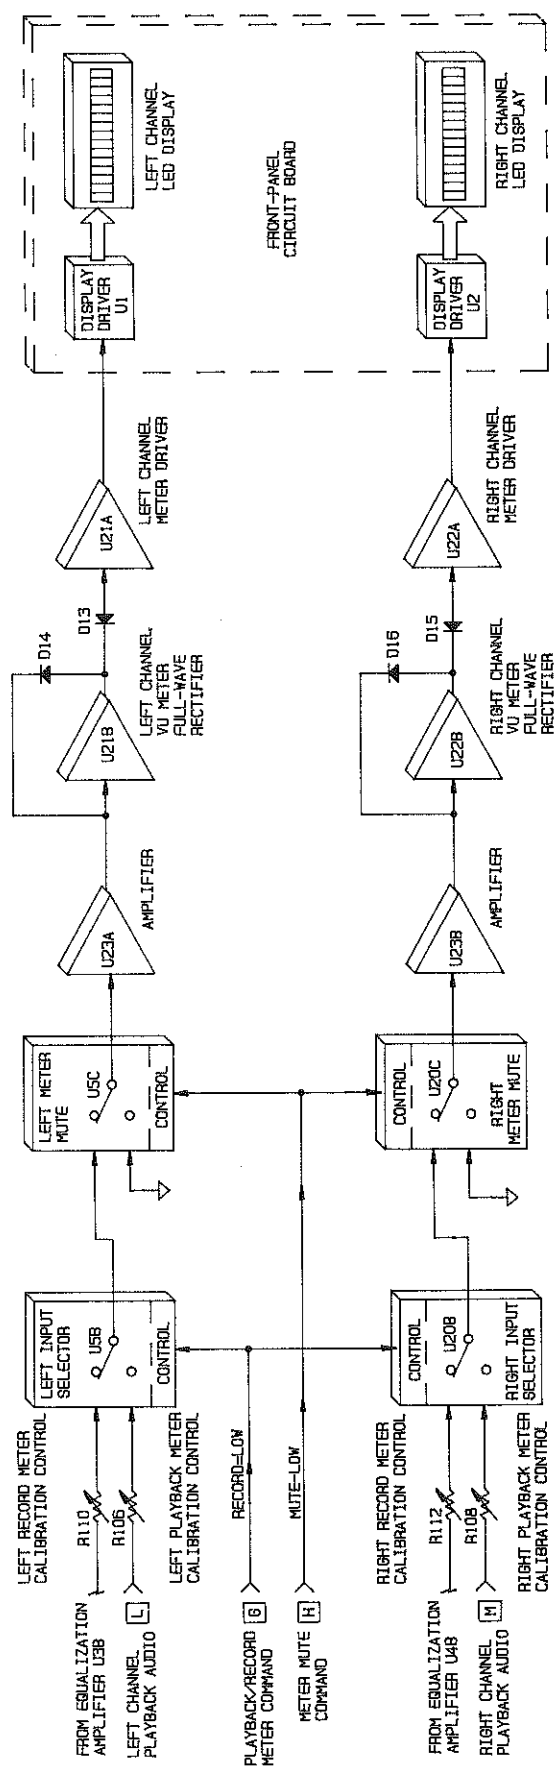 LEFT CHANNEL
LED DISPLAY
DISPLAY
DRIVER
U1
FRONT-PANEL
CIRCUIT BOARD
RIGHT CHANNEL
LED DISPLAY
DISPLAY
DRIVER
U2
U21A
LEFT CHANNEL
METER DRIVER
U22A
RIGHT CHANNEL
METER DRIVER
D14
D13
U21B
LEFT CHANNEL
VU METER
FULL-WAVE
RECTIFIER
D16
D15
U22B
RIGHT CHANNEL
VU METER
FULL-WAVE
RECTIFIER
U23A
AMPLIFIER
U23B
AMPLIFIER
LEFT METER
MUTE
U5C
CONTROL
CONTROL
U20C
RIGHT
METER MUTE
LEFT INPUT
SELECTOR
U5B
CONTROL
CONTROL
U20B
RIGHT INPUT
SELECTOR
LEFT RECORD METER
CALIBRATION CONTROL
R110
R106
LEFT PLAYBACK METER
CALIBRATION CONTROL
RECORD=LOW
MUTE-LOW
RIGHT RECORD METER
CALIBRATION CONTROL
R112
R108
RIGHT PLAYBACK METER
CALIBRATION CONTROL
FROM EQUALIZATION
AMPLIFIER U3B
LEFT CHANNEL
PLAYBACK AUDIO
L
PLAYBACK/RECORD
METER COMMAND
METER MUTE
COMMAND
H
FROM EQUALIZATION
AMPLIFIER U4B
RIGHT CHANNEL
PLAYBACK AUDIO
M